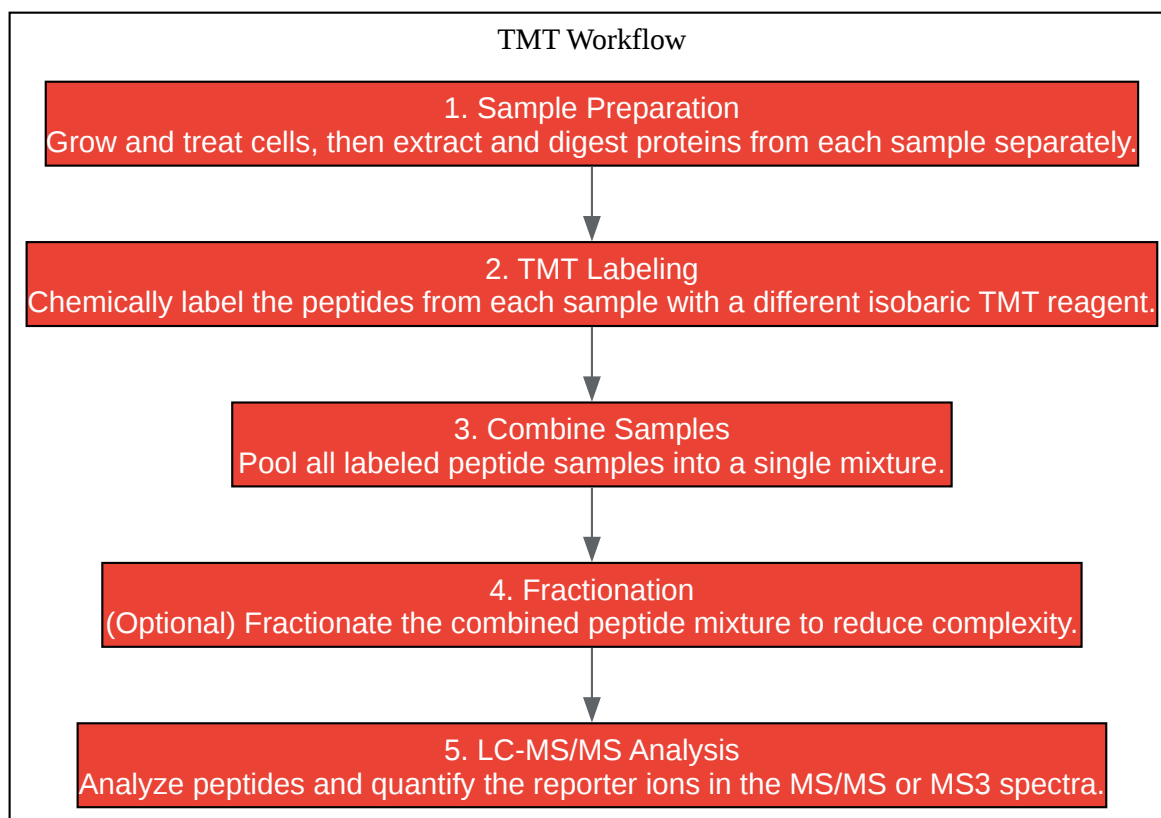 TMT Workflow
1. Sample Preparation
Grow and treat cells, then extract and digest proteins from each sample separately.
2. TMT Labeling
Chemically label the peptides from each sample with a different isobaric TMT reagent.
3. Combine Samples
Pool all labeled peptide samples into a single mixture.
4. Fractionation
(Optional) Fractionate the combined peptide mixture to reduce complexity.
5. LC-MS/MS Analysis
Analyze peptides and quantify the reporter ions in the MS/MS or MS3 spectra.